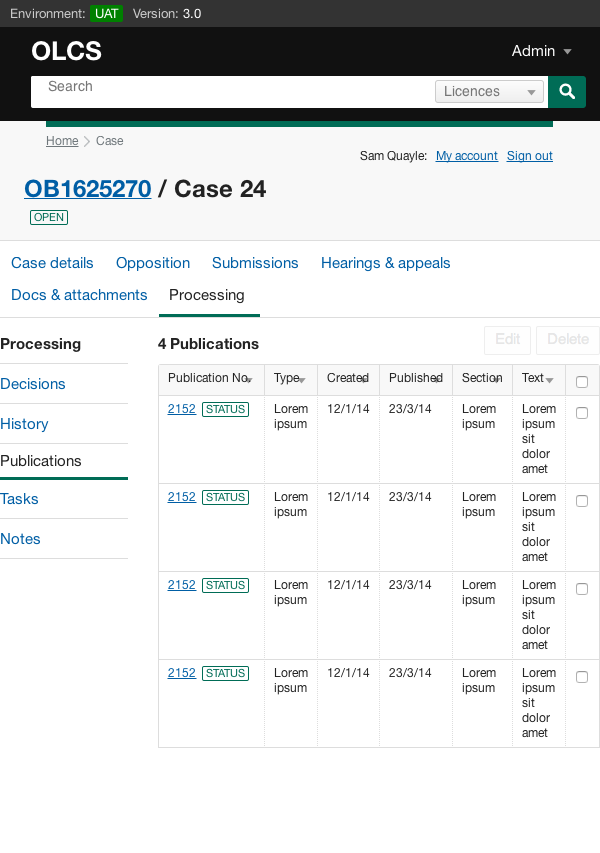 Environment: UAT Version: 3.0
OLCS
Admin
Search
Licences
Home Case
Sam Quayle: My account Sign out
OB1625270 / Case 24
OPEN
Case details Opposition Submissions Hearings & appeals
Docs & attachments Processing
Processing
Decisions
History
Publications
Tasks
Notes
4 Publications
Edit Delete
Publication No. Type Created Published Section Text
2152 STATUS Lorem 12/1/14 23/3/14 Lorem Lorem
ipsum ipsum ipsum
sit
dolor
amet
2152 STATUS Lorem 12/1/14 23/3/14 Lorem Lorem
ipsum ipsum ipsum
sit
dolor
amet
2152 STATUS Lorem 12/1/14 23/3/14 Lorem Lorem
ipsum ipsum ipsum
sit
dolor
amet
2152 STATUS Lorem 12/1/14 23/3/14 Lorem Lorem
ipsum ipsum ipsum
sit
dolor
amet